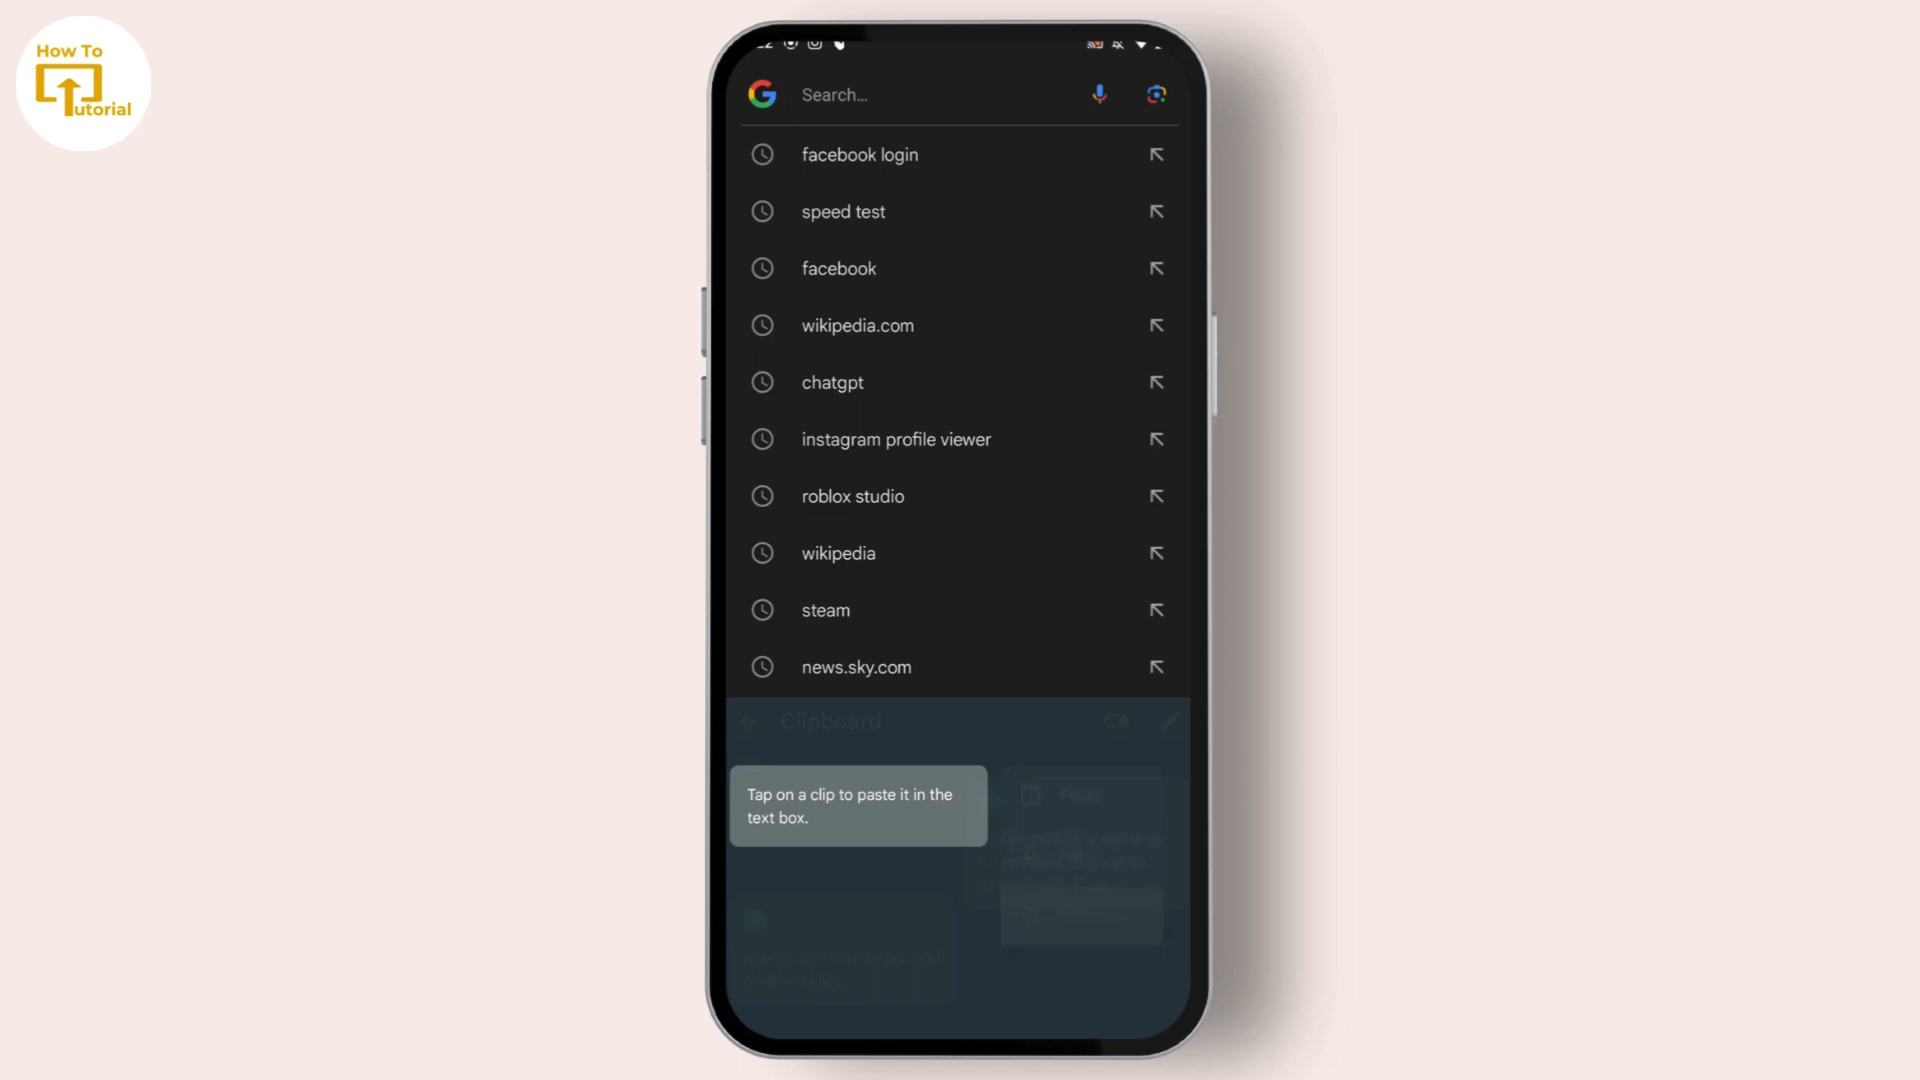 How To
utorial
Search...
facebook login
speed test
facebook
wikipedia.com
chatgpt
instagram profile viewer
roblox studio
wikipedia
steam
news.sky.com
Clipboard
Tap on a clip to paste it in the
text box.